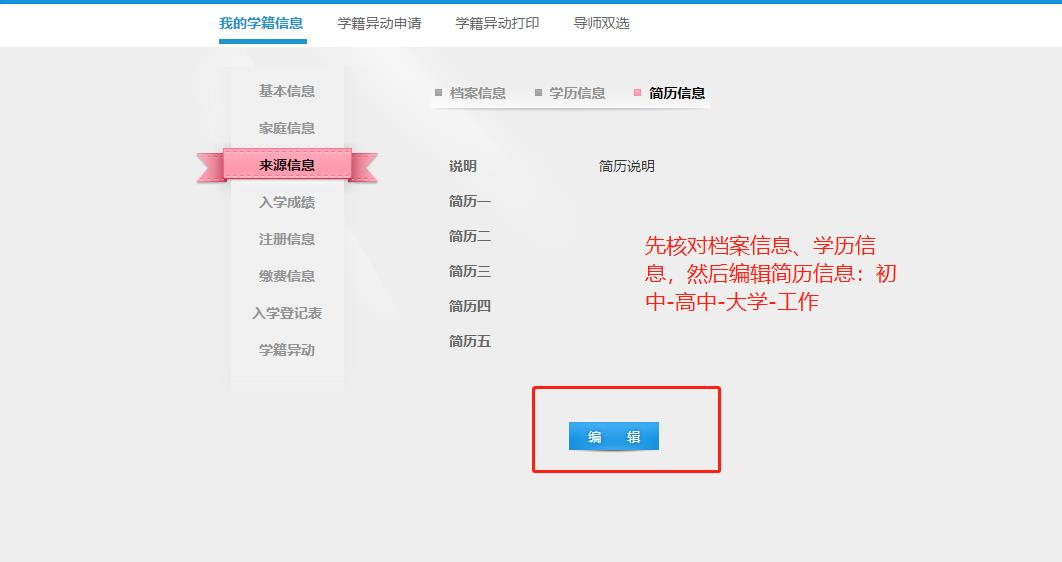 我的学籍信息 学籍异动申请 学籍异动打印 导师双选
基本信息
家庭信息
来源信息
入学成绩
注册信息
缴费信息
入学登记表
学籍异动
档案信息 学历信息 简历信息
说明 简历说明
简历一
简历二
简历三
简历四
简历五
先核对档案信息、学历信
息，然后编辑简历信息：初
中-高中-大学-工作
编 辑